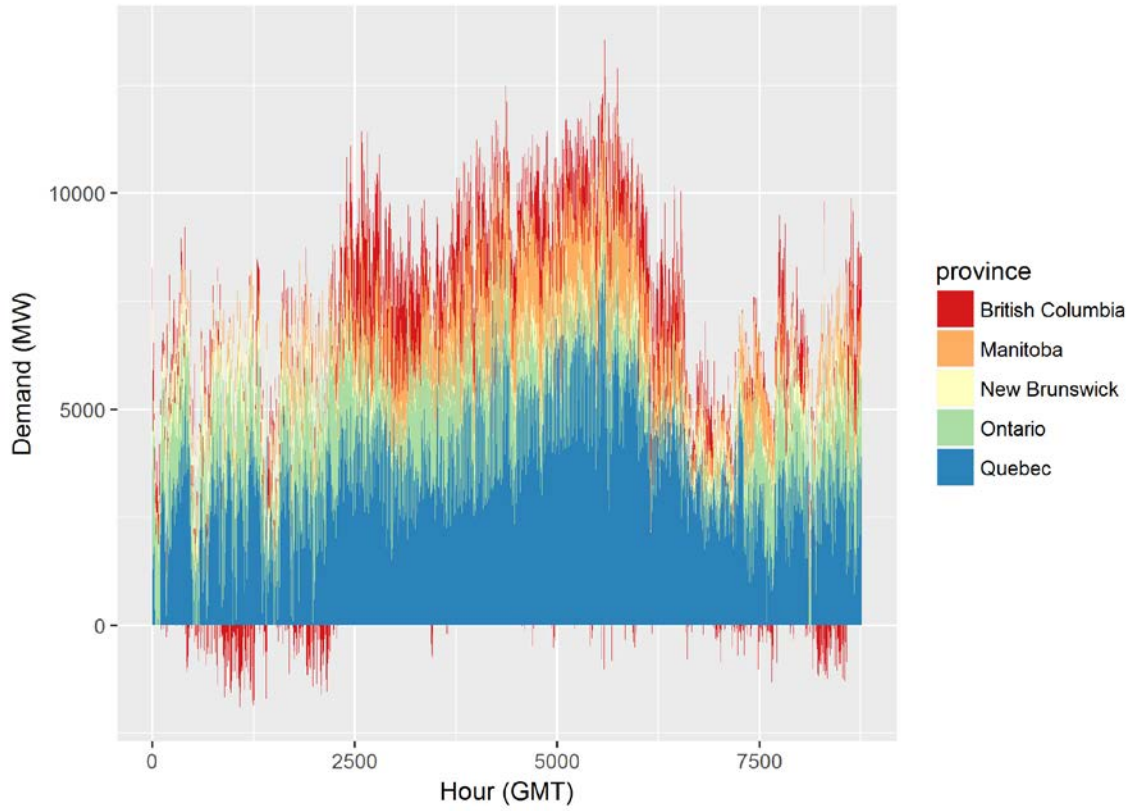 Demand (MW)
10000
5000
0
0
2500
5000
7500
Hour (GMT)
province
British Columbia
Manitoba
New Brunswick
Ontario
Quebec